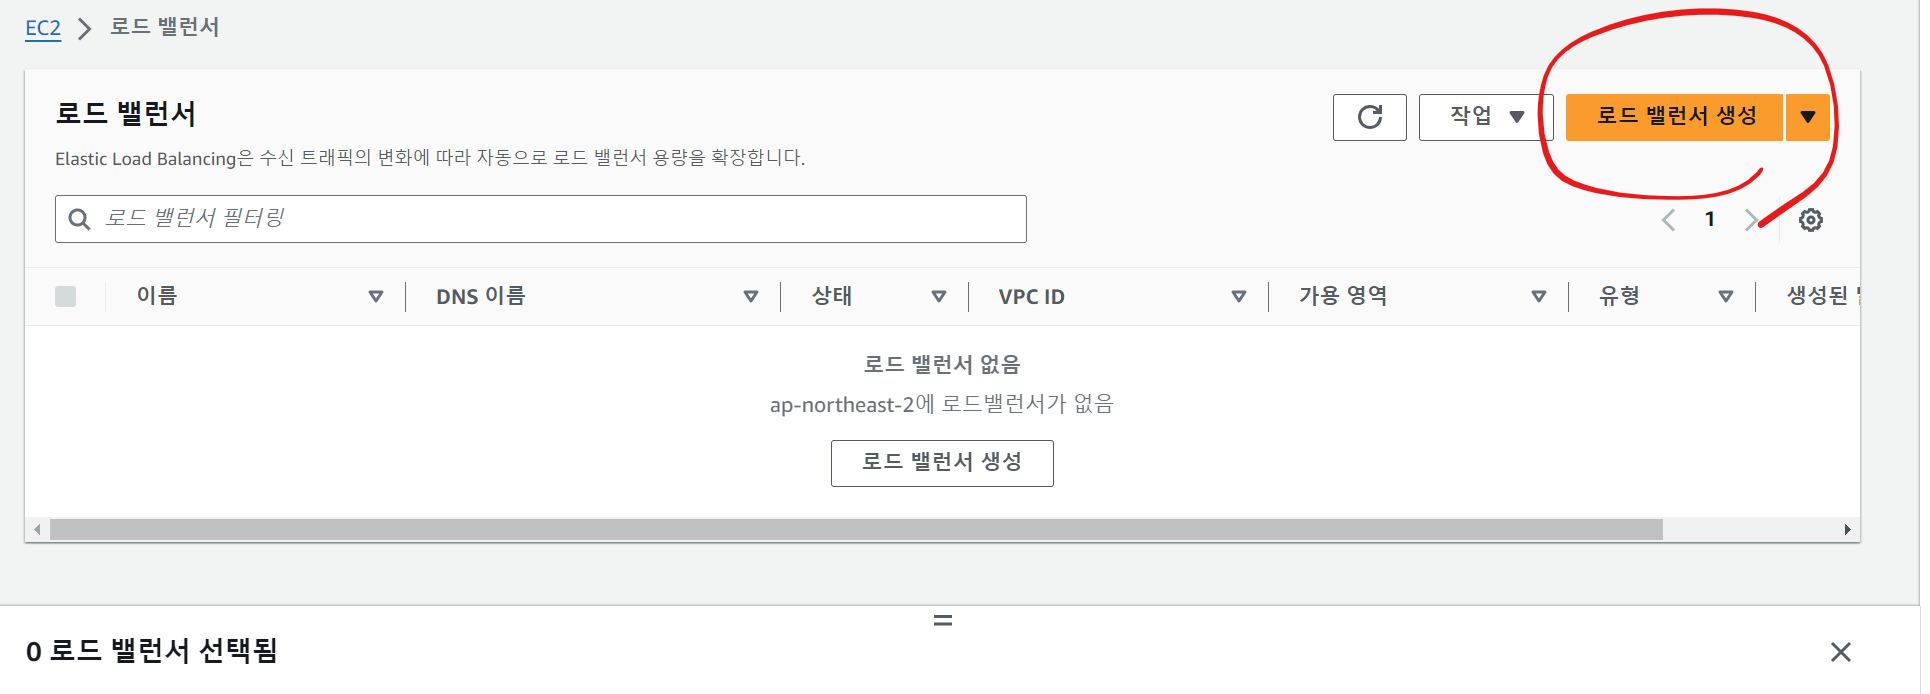 EC2 > 로드 밸런서
로드 밸런서
작업
로드 밸런서 생성
Elastic Load Balancing은 수신 트래픽의 변화에 따라 자동으로 로드 밸런서 용량을 확장합니다.
로드 밸런서 필터링
1
이름 DNS 이름 상태 VPC ID 가용 영역 유형 생성된
로드 밸런서 없음
ap-northeast-2에 로드밸런서가 없음
로드 밸런서 생성
0 로드 밸런서 선택됨